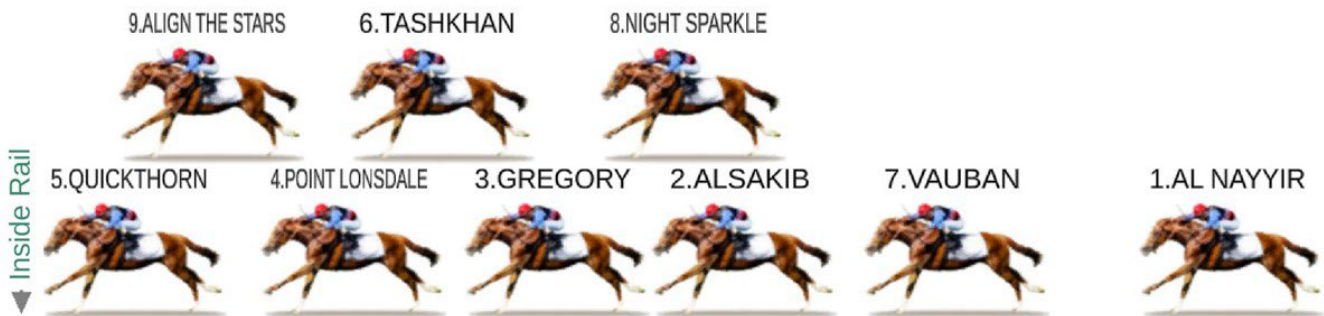 9.ALIGN THE STARS
6.TASHKHAN
8.NIGHT SPARKLE
Inside Rail
5.QUICKTHORN
4.POINT LONSDALE
3.GREGORY
2.ALSAKIB
7.VAUBAN
1.AL NAYYIR